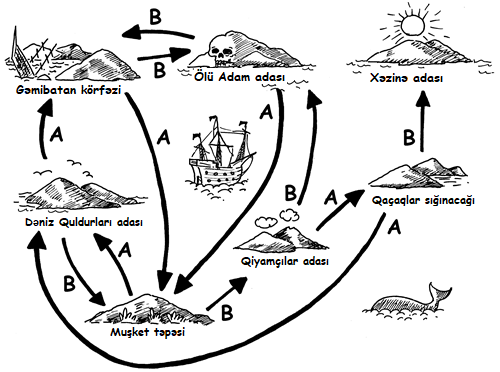 B
B
Gəmibatan körfəzi
Ölü Adam adası
Xəzinə adası
A
A
A
B
Dəniz Quldurları adası
Qaçaqlar sığınacağı
B
A
A
Qiyamçılar adası
B
A
B
Muşket təpəsi